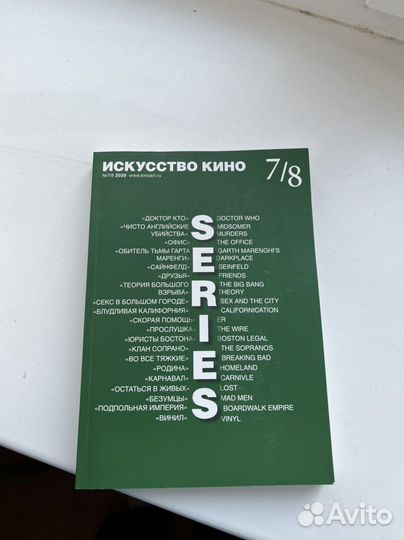 ИСКУССТВО КИНО 7/8
№7/8 2020 www.kinoart.ru
SERIES
«ДОКТОР КТО» DOCTOR WHO
«ЧИСТО АНГЛИЙСКИЕ MIDSOMER
УБИЙСТВА» MURDERS
«ОФИС» THE OFFICE
«ОБИТЕЛЬ ТЬМЫ ГАРТА GARTH MARENGHI'S
МАРЕНГИ» DARKPLACE
«САЙНФЕЛД» SEINFELD
«ДРУЗЬЯ» FRIENDS
«ТЕОРИЯ БОЛЬШОГО THE BIG BANG
ВЗРЫВА» THEORY
«СЕКС В БОЛЬШОМ ГОРОДЕ» SEX AND THE CITY
«БЛУДЛИВАЯ КАЛИФОРНИЯ» CALIFORNICATION
«СКОРАЯ ПОМОЩЬ» ER
«ПРОСЛУШКА» THE WIRE
«ЮРИСТЫ БОСТОНА» BOSTON LEGAL
«КЛАН СОПРАНО» THE SOPRANOS
«ВО ВСЕ ТЯЖКИЕ» BREAKING BAD
«РОДИНА» HOMELAND
«КАРНАВАЛ» CARNIVLE
«ОСТАТЬСЯ В ЖИВЫХ» LOST
«БЕЗУМЦЫ» MAD MEN
«ПОДПОЛЬНАЯ ИМПЕРИЯ» BOARDWALK EMPIRE
«ВИНИЛ» VINYL
Avito